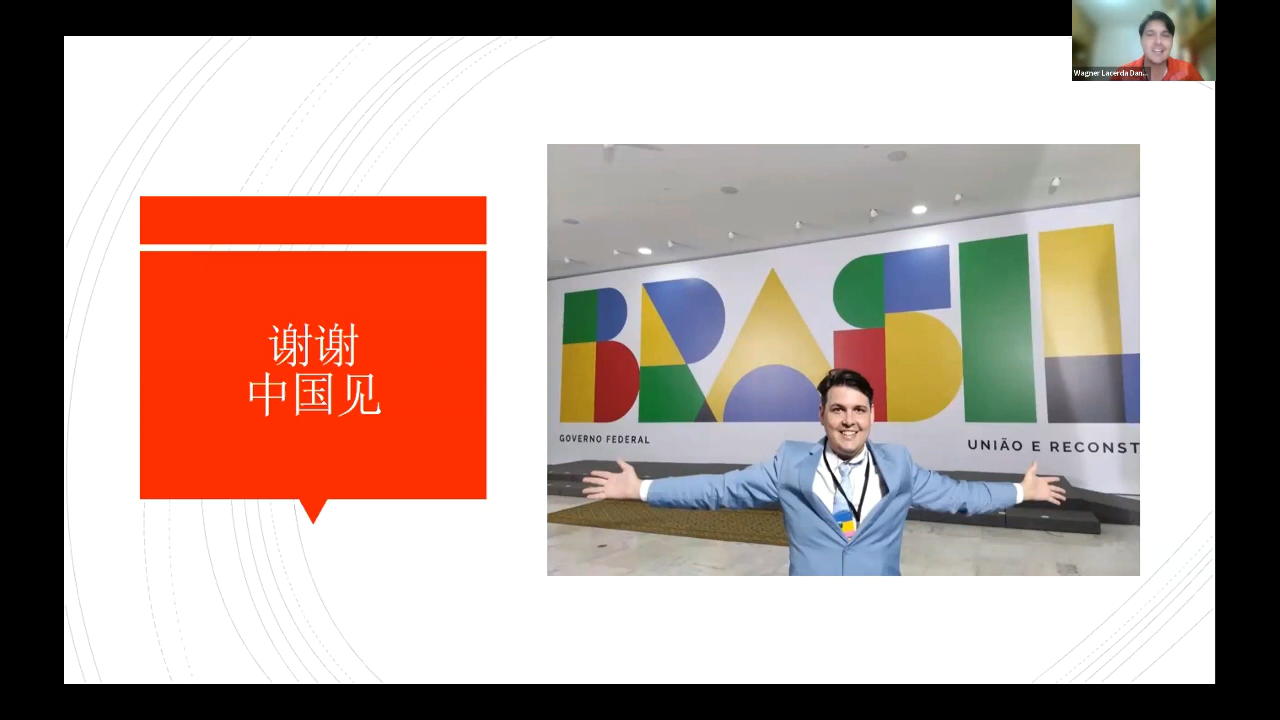 Wagner Lacerda Dan...
谢谢
中国见
BRASIL
GOVERNO FEDERAL
UNIÃO E RECONST